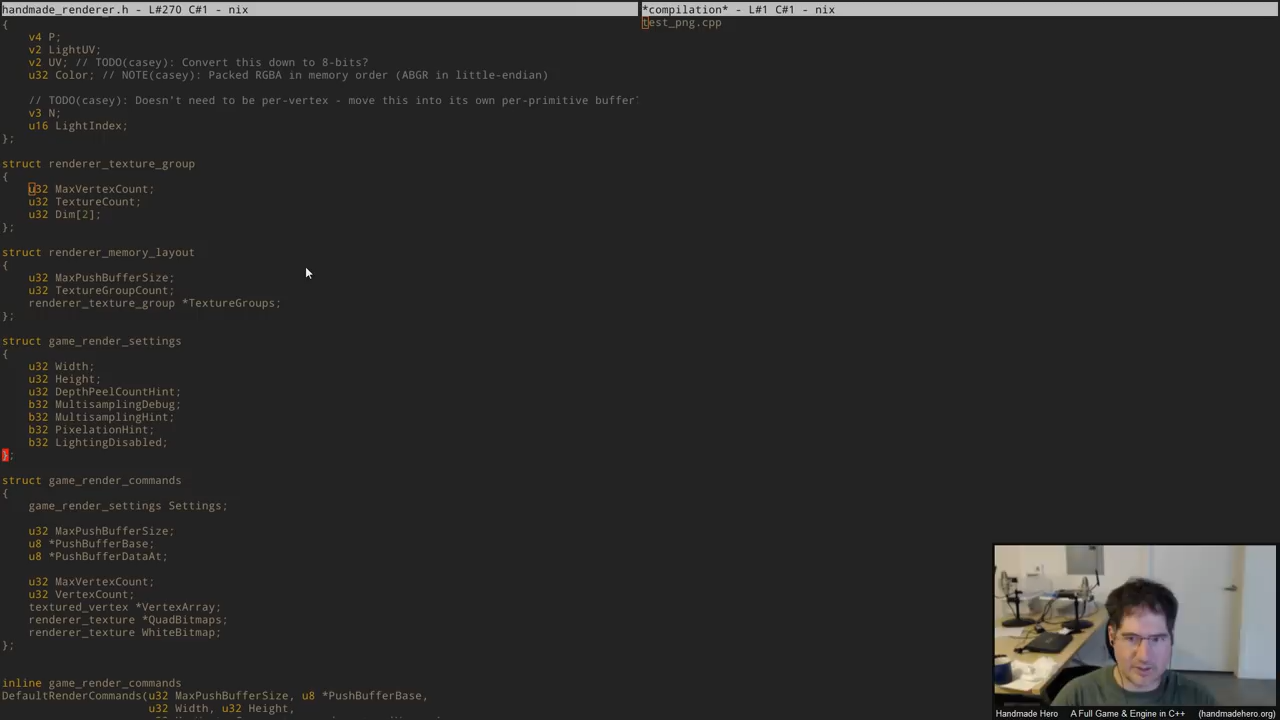 handmade_renderer.h - L#270 C#1 - nix
{
v4 P;
v2 LightUV;
v2 UV; // TODO(casey): Convert this down to 8-bits?
u32 Color; // NOTE(casey): Packed RGBA in memory order (ABGR in little-endian)
// TODO(casey): Doesn't need to be per-vertex - move this into its own per-primitive buffer
v3 N;
u16 LightIndex;
};
struct renderer_texture_group
{
u32 MaxVertexCount;
u32 TextureCount;
u32 Dim[2];
};
struct renderer_memory_layout
{
u32 MaxPushBufferSize;
u32 TextureGroupCount;
renderer_texture_group *TextureGroups;
};
struct game_render_settings
{
u32 Width;
u32 Height;
u32 DepthPeelCountHint;
b32 MultisamplingDebug;
b32 MultisamplingHint;
b32 PixelationHint;
b32 LightingDisabled;
};
struct game_render_commands
{
game_render_settings Settings;
u32 MaxPushBufferSize;
u8 *PushBufferBase;
u8 *PushBufferDataAt;
u32 MaxVertexCount;
u32 VertexCount;
textured_vertex *VertexArray;
renderer_texture *QuadBitmaps;
renderer_texture WhiteBitmap;
};
inline game_render_commands
DefaultRenderCommands(u32 MaxPushBufferSize, u8 *PushBufferBase,
u32 Width, u32 Height,
*compilation* - L#1 C#1 - nix
test_png.cpp
Handmade Hero A Full Game & Engine in C++ (handmadehero.org)